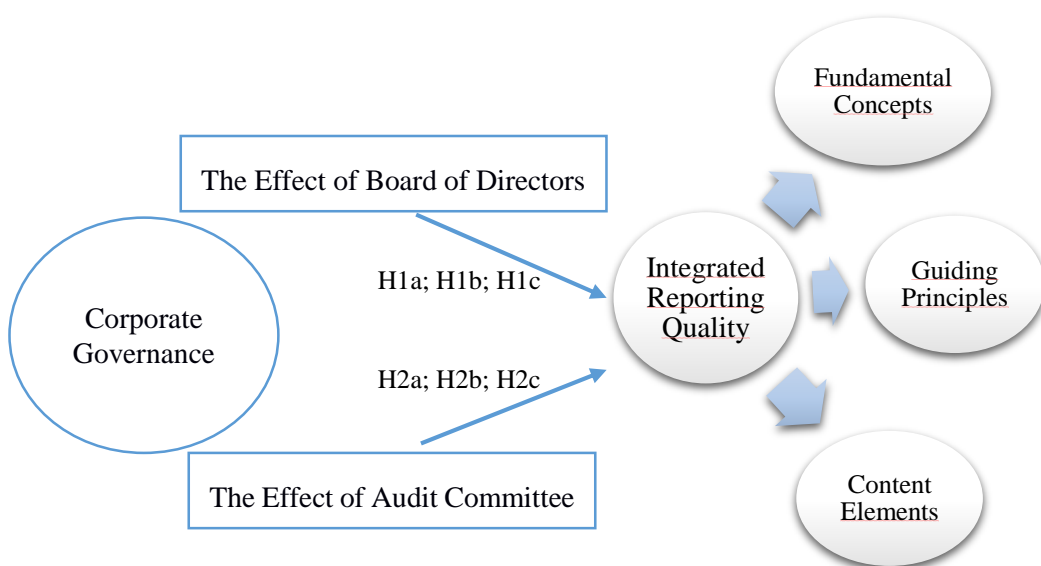 Fundamental
Concepts
The Effect of Board of Directors
H1a; H1b; H1c
Integrated
Reporting
Quality
Guiding
Principles
Corporate
Governance
H2a; H2b; H2c
The Effect of Audit Committee
Content
Elements